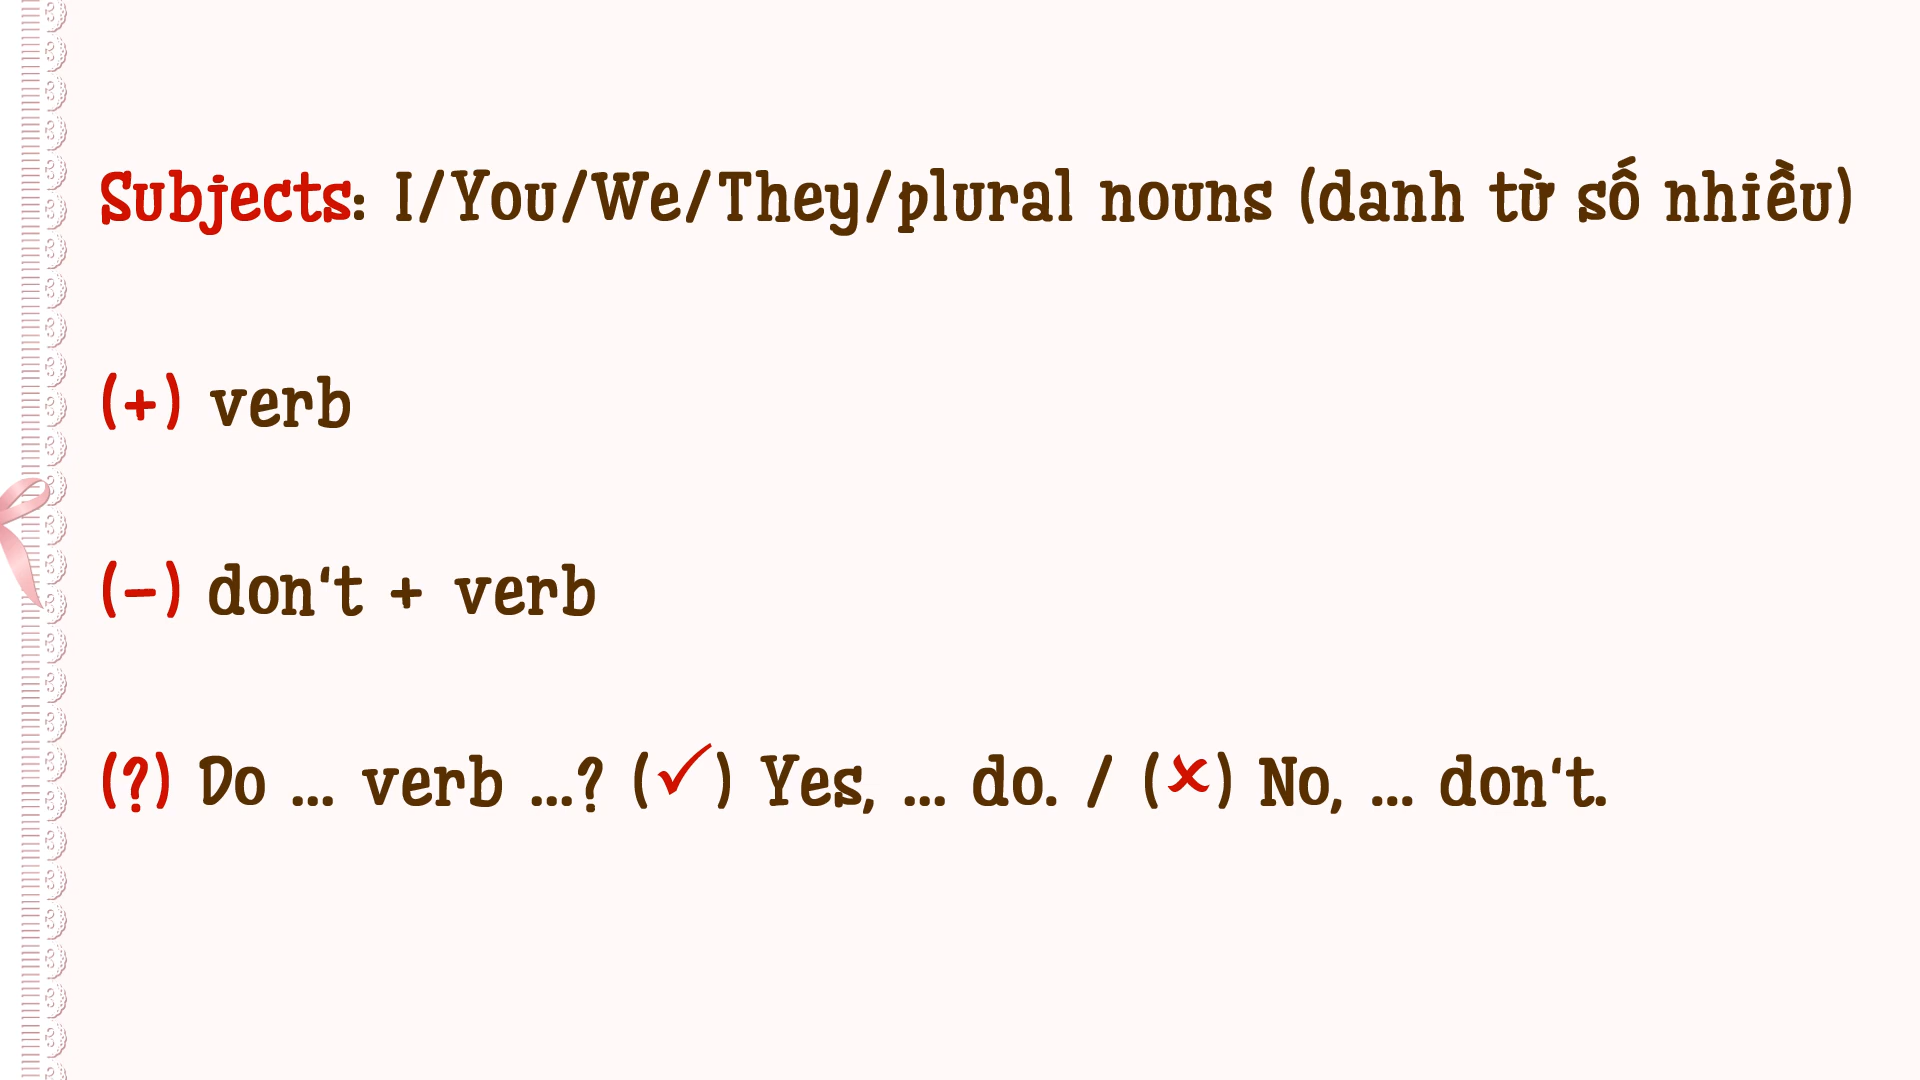 Subjects: I/You/We/They/plural nouns (danh từ số nhiều)
(+) verb
(-) don‘t + verb
(?) Do ... verb ...? (✓) Yes, ... do. / (✗) No, ... don‘t.